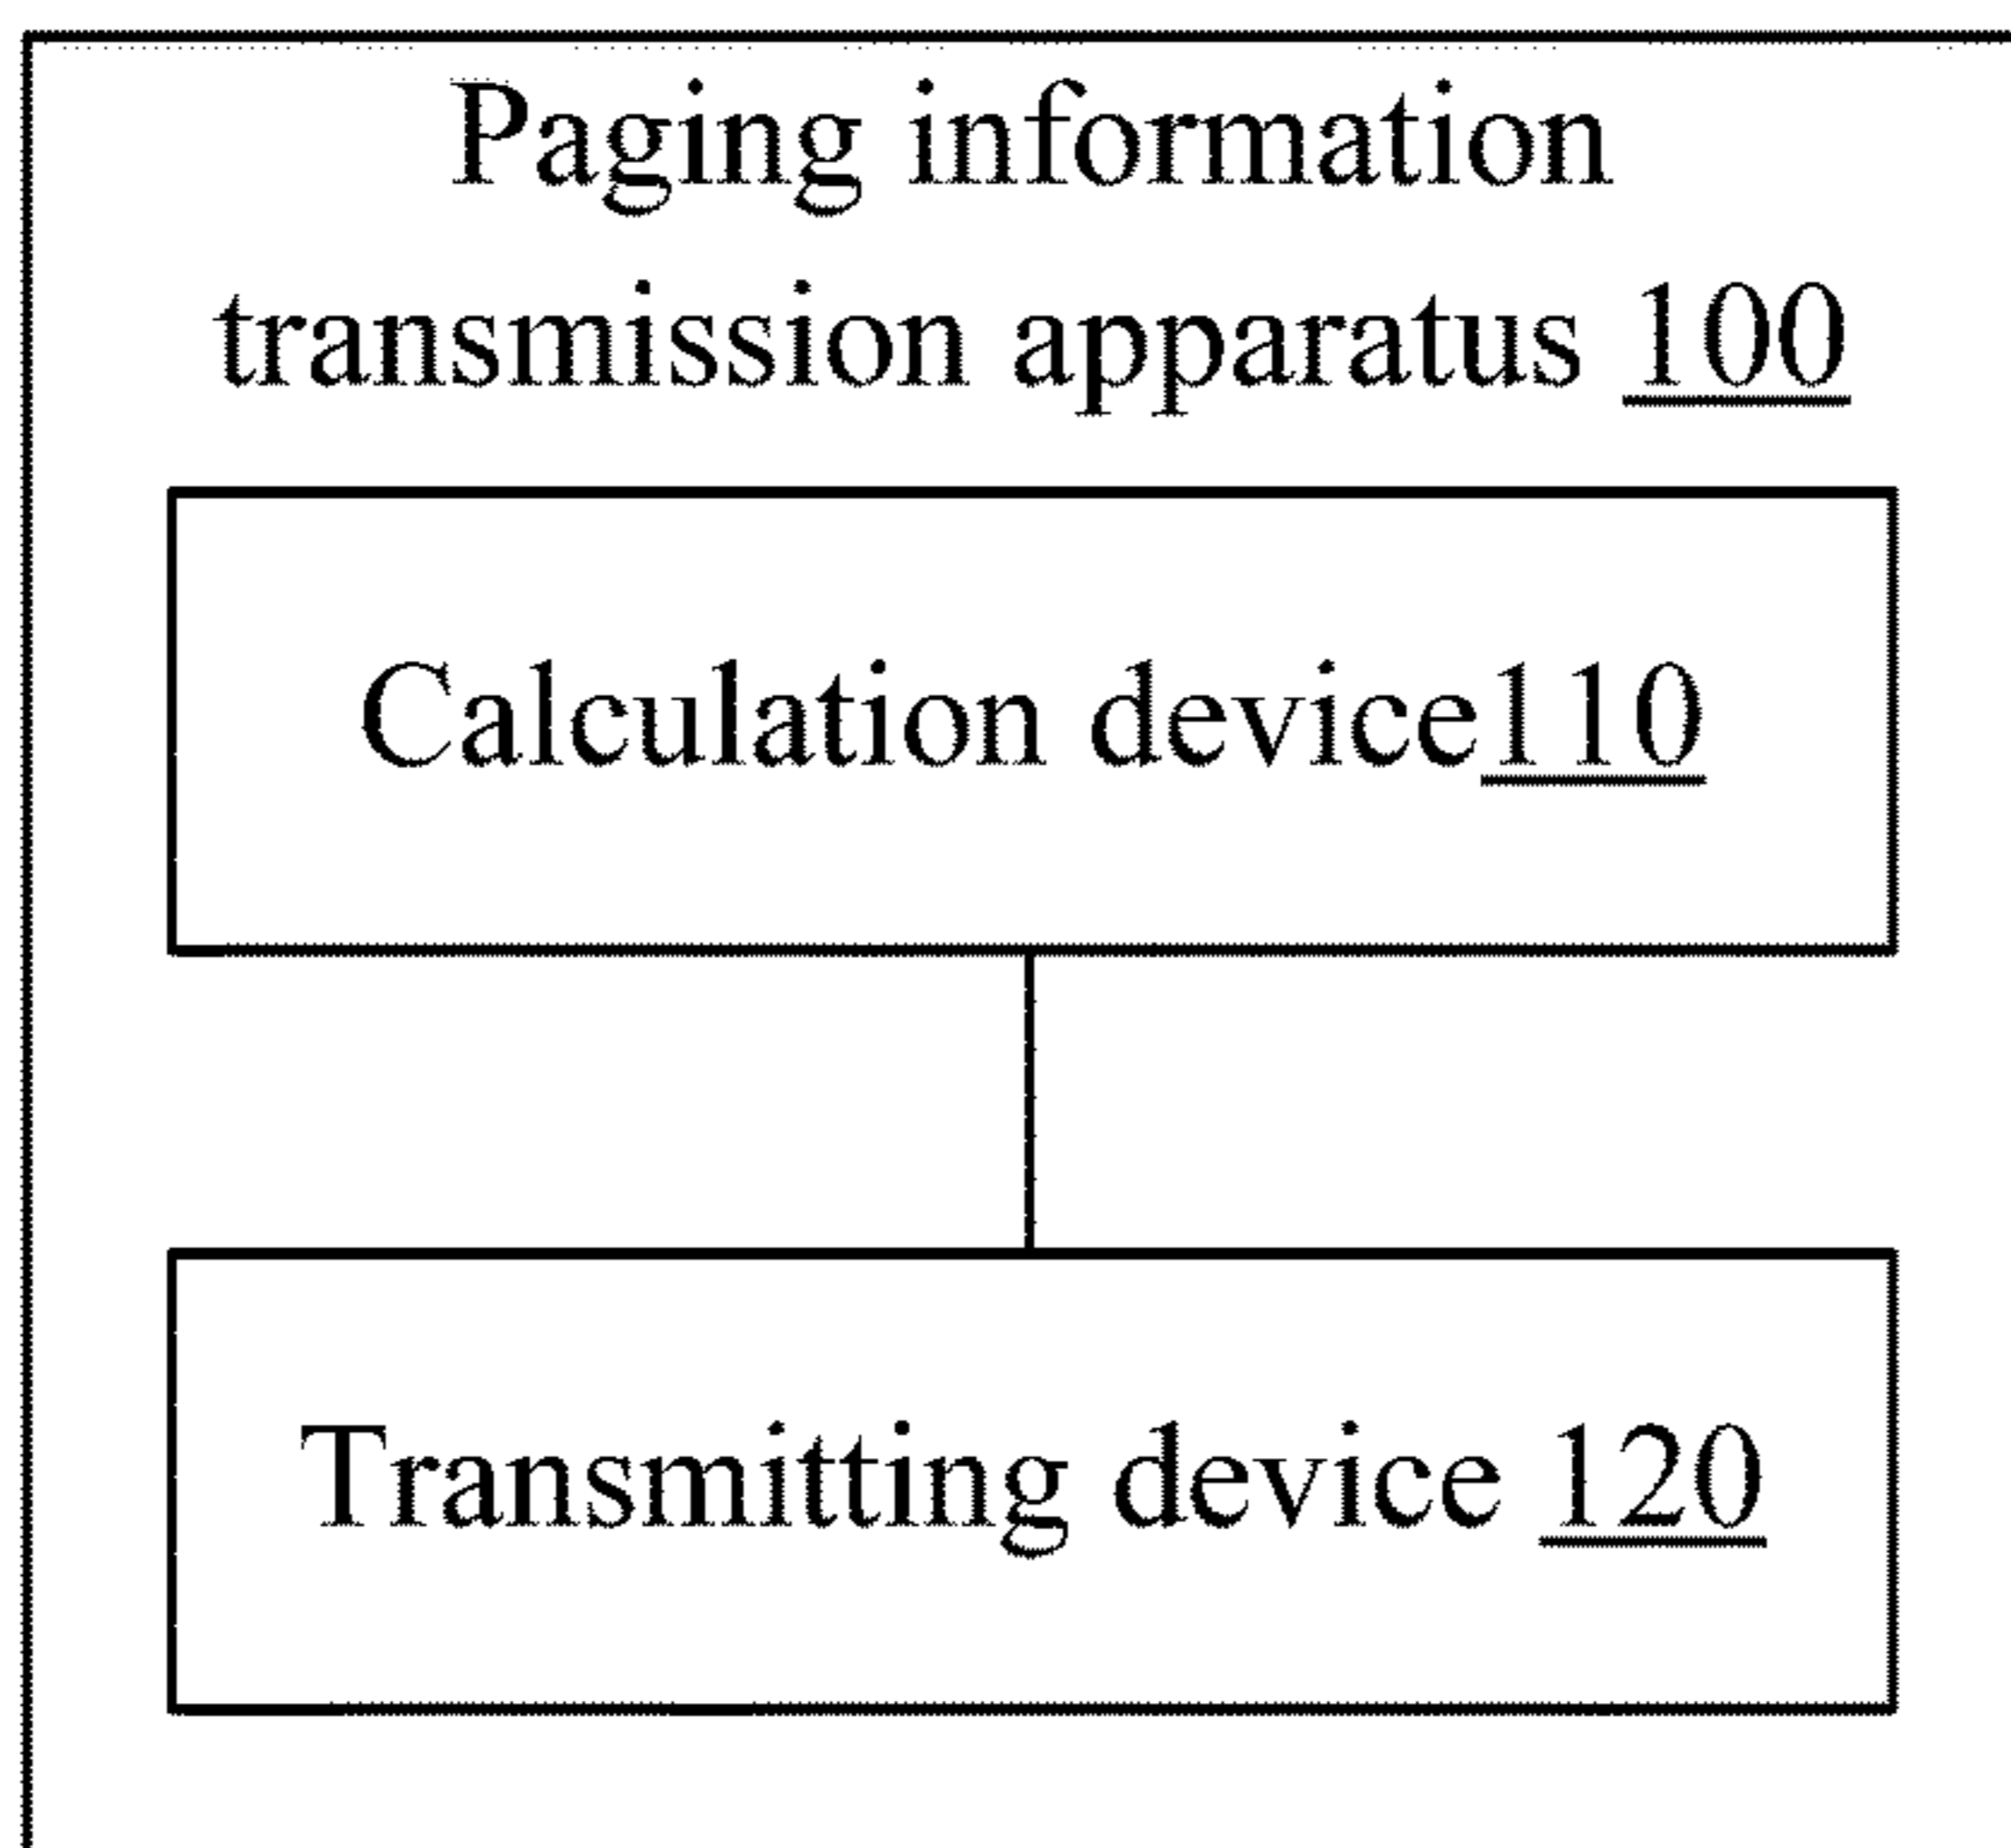 Paging information
transmission apparatus 100
Calculation device110
Transmitting device 120